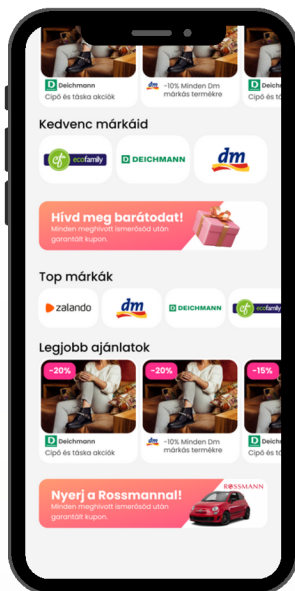 Deichmann
Cipő és táska akciók
dm
-10% Minden Dm
márkás termékre
D
Cipő és t
Kedvenc márkáid
ef ecofamily
D DEICHMANN
dm
Hívd meg barátodat!
Minden meghívott ismerősöd után
garantált kupon.
Top márkák
zalando
dm
D DEICHMANN
ef ecofamily
Legjobb ajánlatok
-20%
-20%
-15%
D Deichmann
Cipő és táska akciók
dm
-10% Minden Dm
márkás termékre
D Deich
Cipő és t
Nyerj a Rossmannal!
Minden meghívott ismerősöd után
garantált kupon.
ROSSMANN